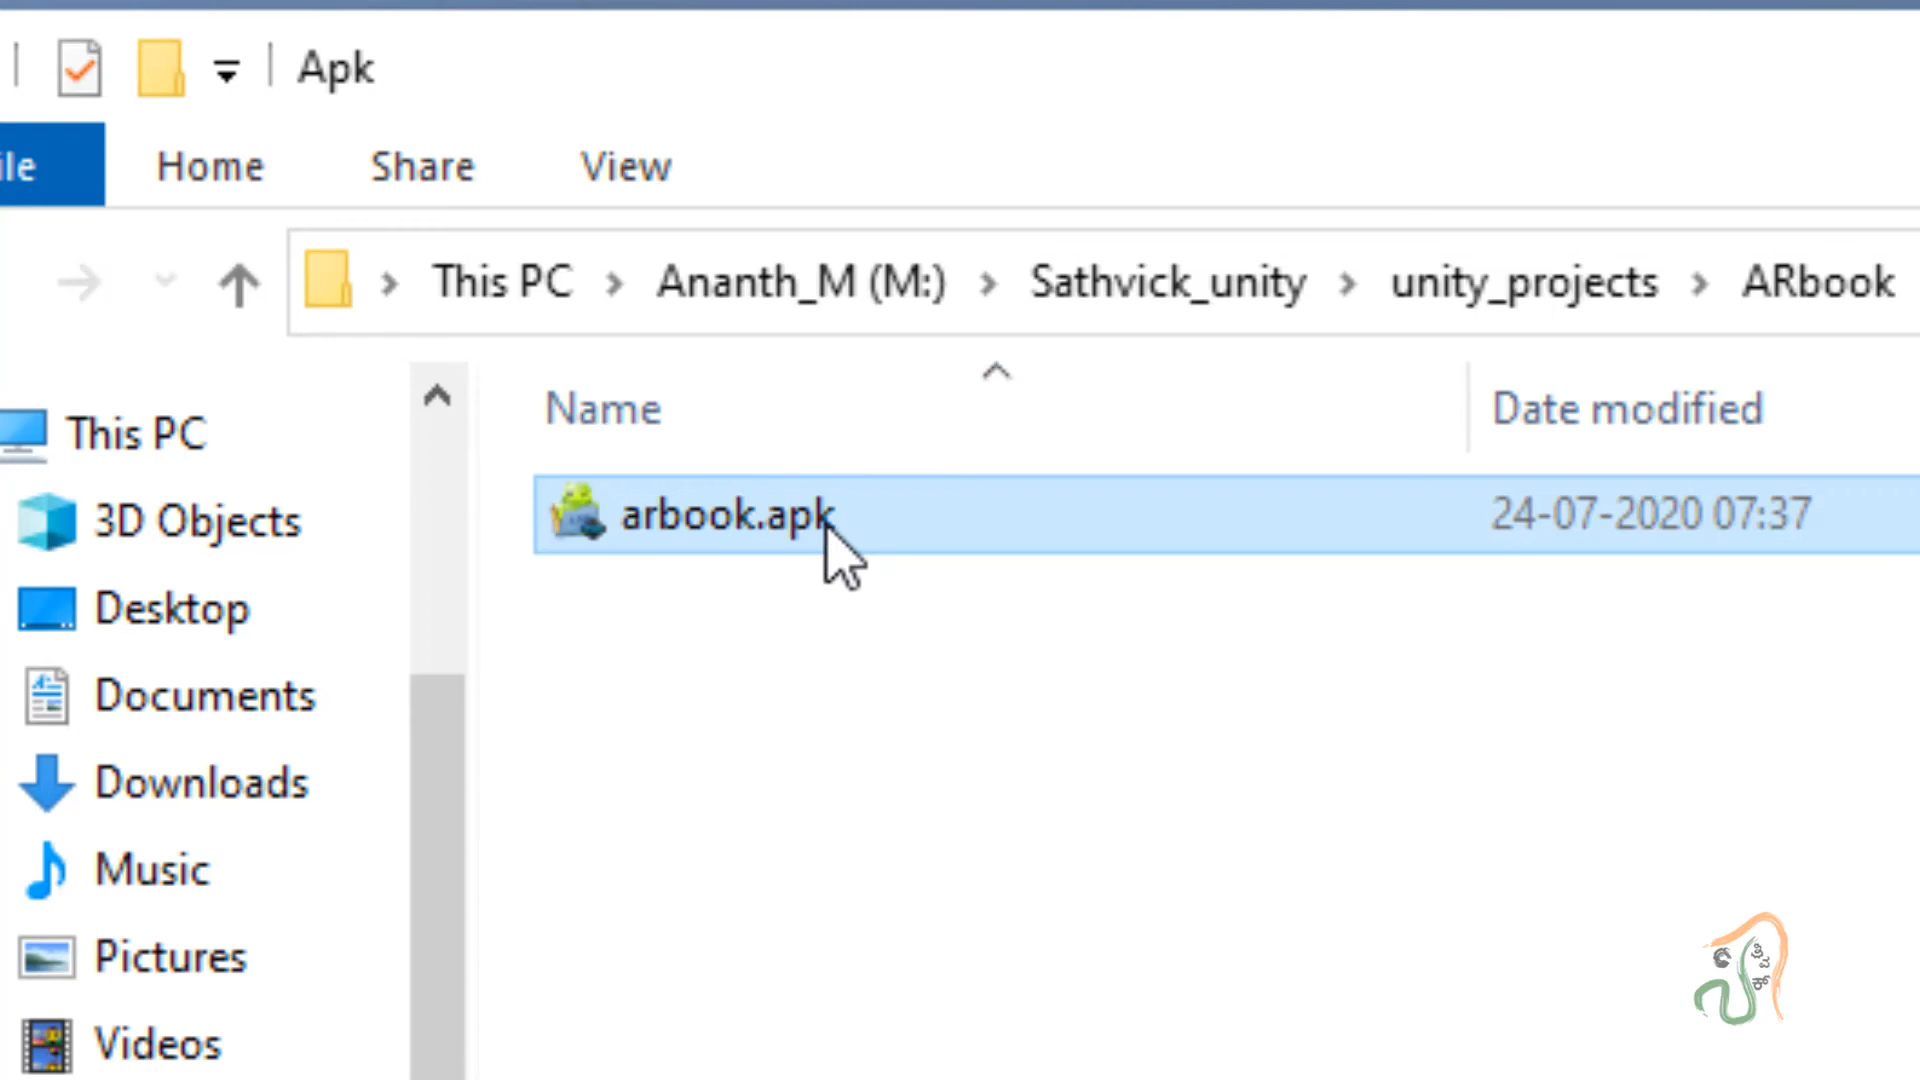 Apk
ile Home Share View
This PC Ananth_M (M:) Sathvick_unity unity_projects ARbook
Name Date modified
arbook.apk 24-07-2020 07:37
This PC
3D Objects
Desktop
Documents
Downloads
Music
Pictures
Videos